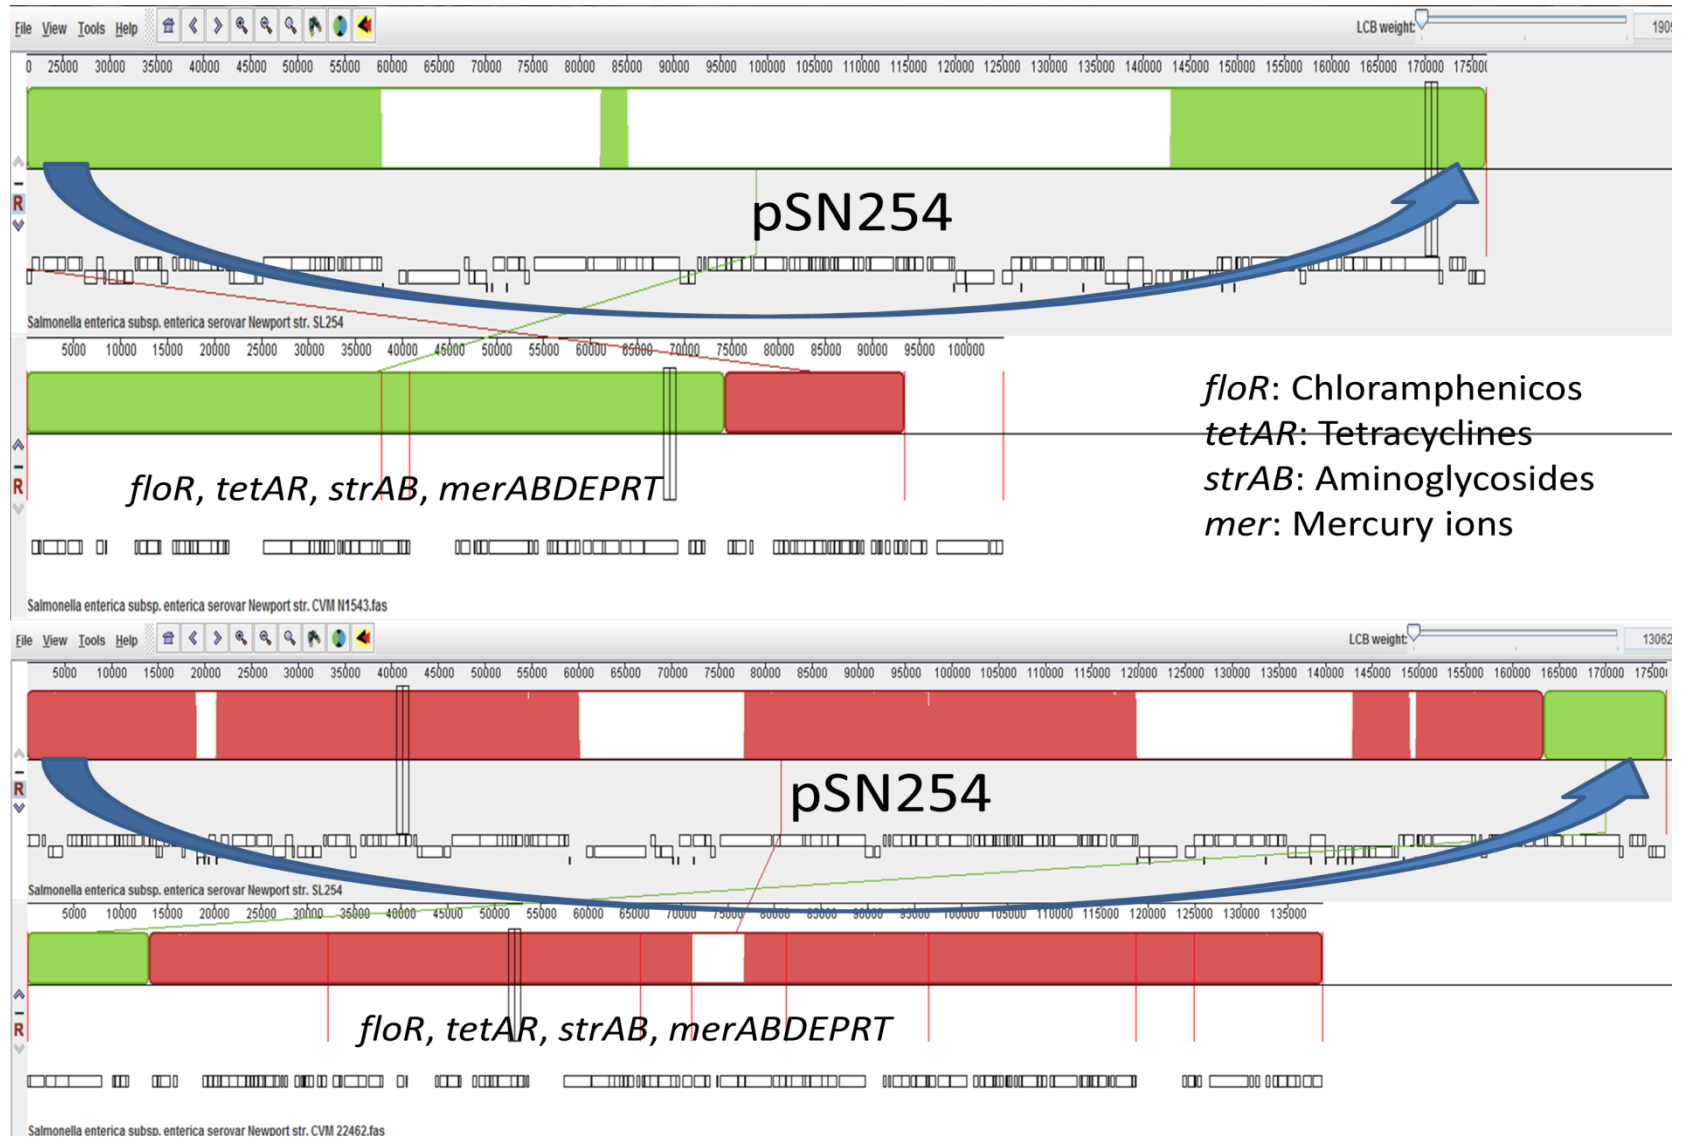 File View Tools Help
LCB weight:
1909
0 25000 30000 35000 40000 45000 50000 55000 60000 65000 70000 75000 80000 85000 90000 95000 100000 105000 110000 115000 120000 125000 130000 135000 140000 145000 150000 155000 160000 165000 170000 175000
R
pSN254
Salmonella enterica subsp. enterica serovar Newport str. SL254
5000 10000 15000 20000 25000 30000 35000 40000 45000 50000 55000 60000 65000 70000 75000 80000 85000 90000 95000 100000
floR: Chloramphenicos
tetAR: Tetracyclines
strAB: Aminoglycosides
mer: Mercury ions
R
floR, tetAR, strAB, merABDEPRT
Salmonella enterica subsp. enterica serovar Newport str. CVM N1543.fas
File View Tools Help
LCB weight:
13062
5000 10000 15000 20000 25000 30000 35000 40000 45000 50000 55000 60000 65000 70000 75000 80000 85000 90000 95000 100000 105000 110000 115000 120000 125000 130000 135000 140000 145000 150000 155000 160000 165000 170000 175000
R
pSN254
Salmonella enterica subsp. enterica serovar Newport str. SL254
5000 10000 15000 20000 25000 30000 35000 40000 45000 50000 55000 60000 65000 70000 75000 80000 85000 90000 95000 100000 105000 110000 115000 120000 125000 130000 135000
R
floR, tetAR, strAB, merABDEPRT
Salmonella enterica subsp. enterica serovar Newport str. CVM 22462.fas